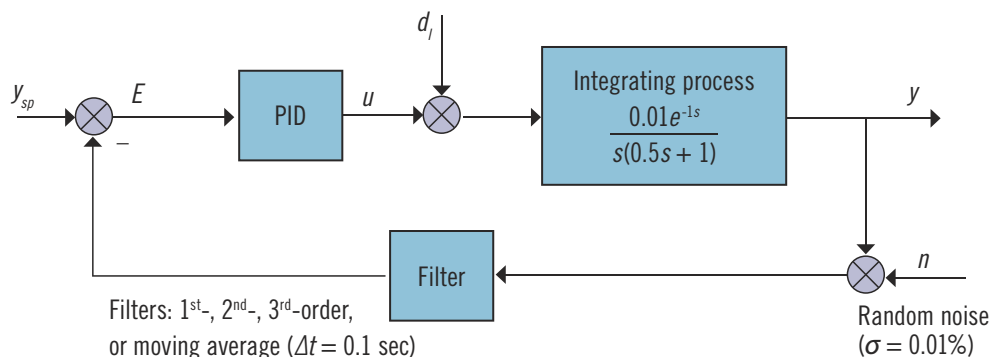 d_I
y_sp
E
−
PID
u
Integrating process
0.01e^-1s
s(0.5s + 1)
y
Filter
n
Filters: 1st-, 2nd-, 3rd-order,
or moving average (Δt = 0.1 sec)
Random noise
(σ = 0.01%)